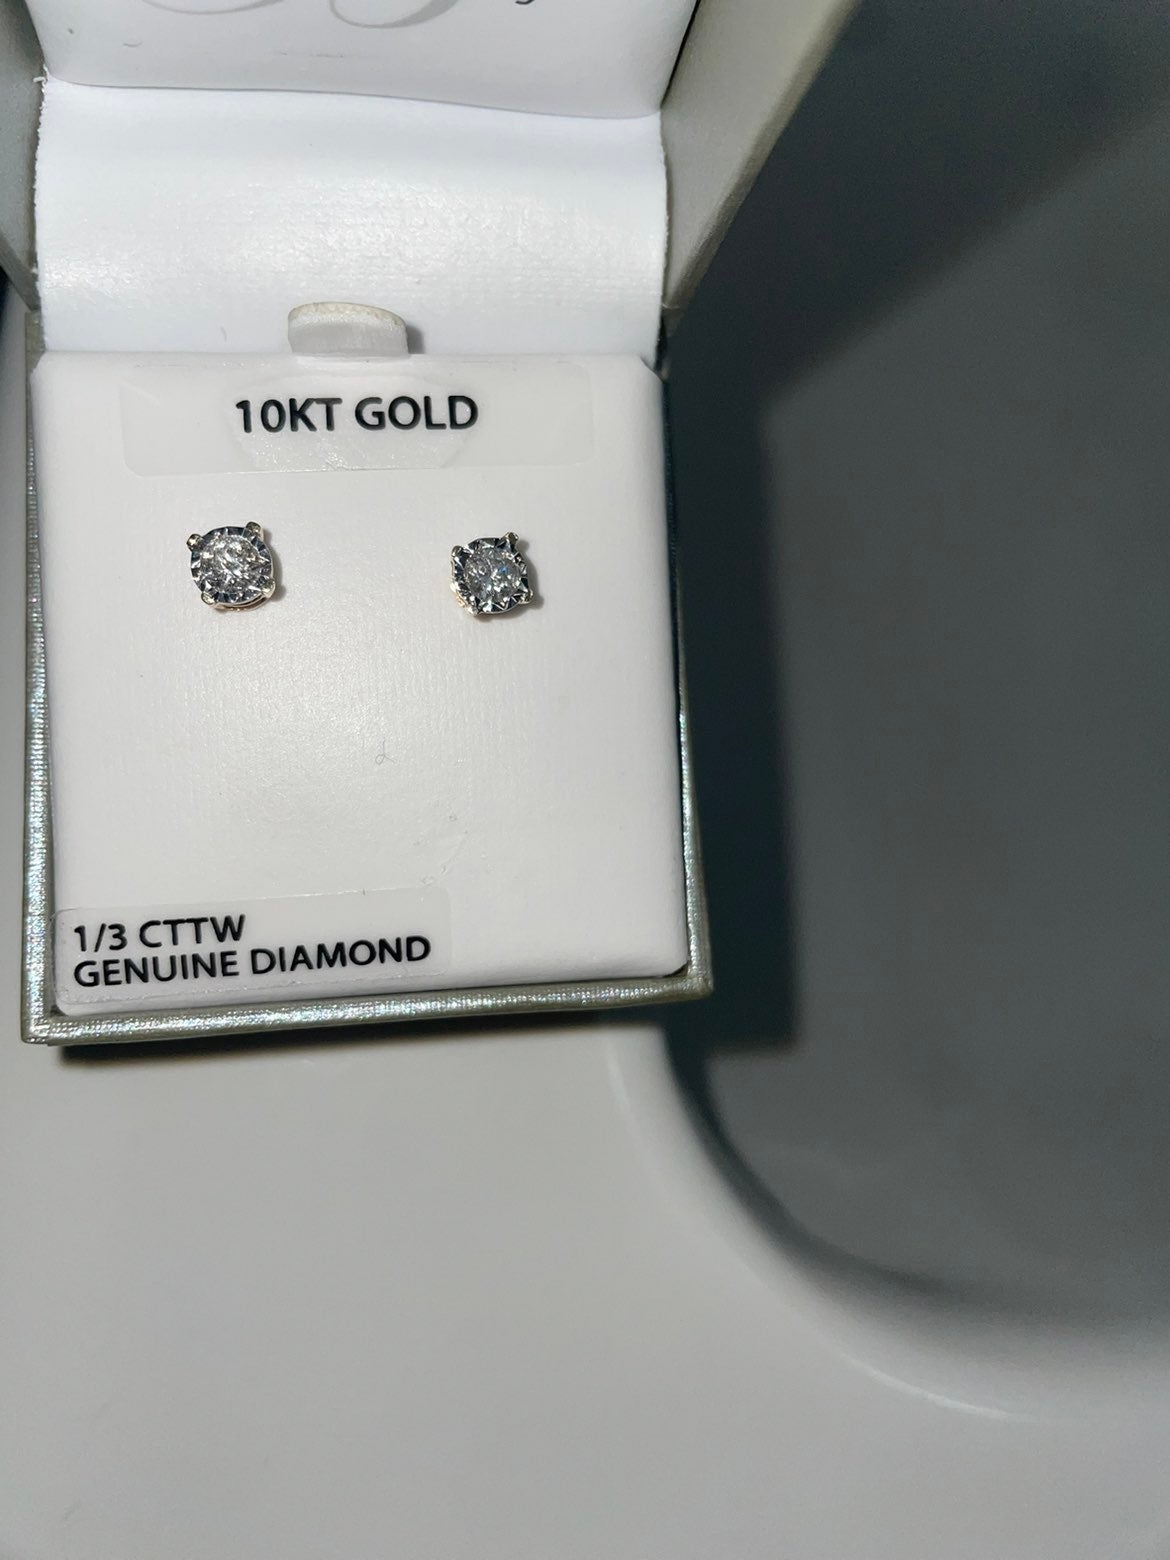 10KT GOLD
1/3 CTTW
GENUINE DIAMOND